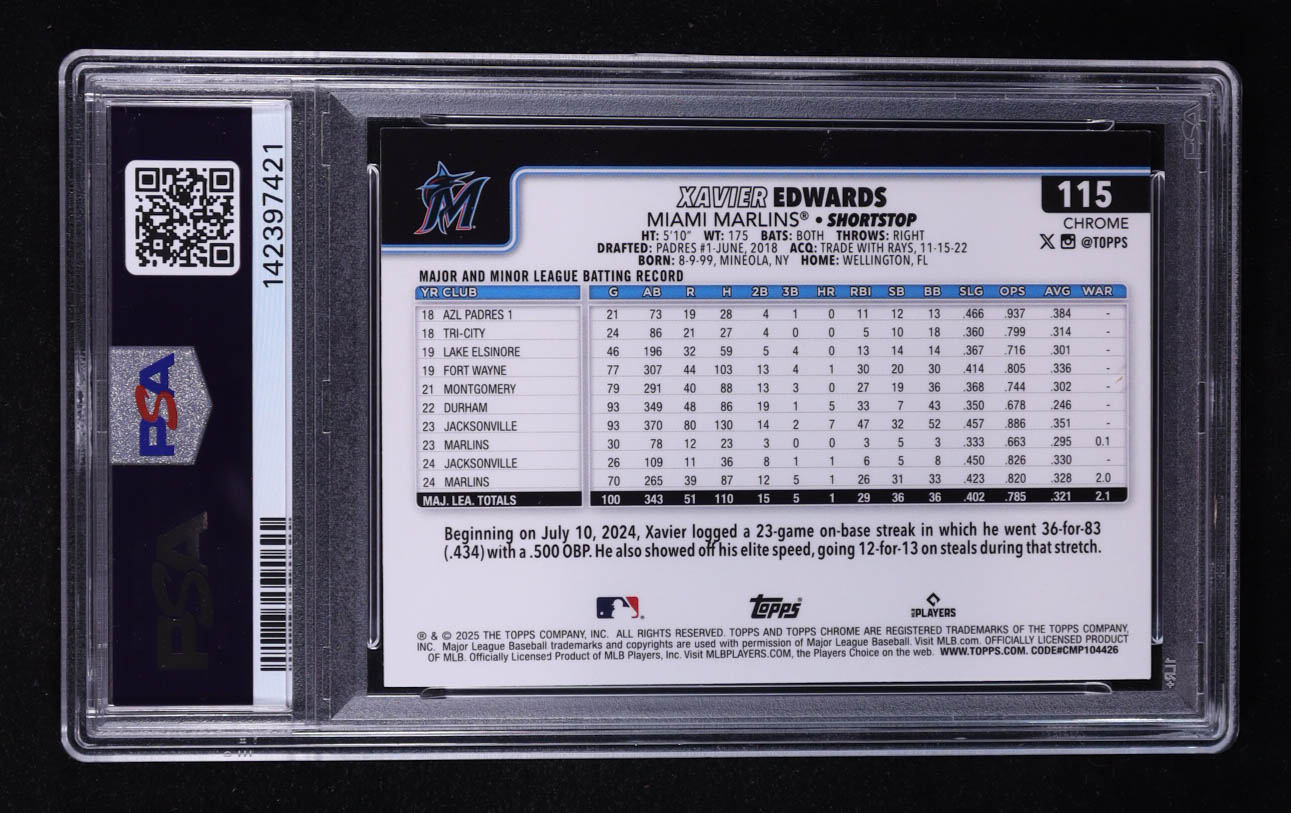 142397421
PSA
PSA
M
XAVIER EDWARDS
115
MIAMI MARLINS® • SHORTSTOP
CHROME
HT: 5'10" WT: 175 BATS: BOTH THROWS: RIGHT
@TOPPS
DRAFTED: PADRES #1-JUNE, 2018 ACQ: TRADE WITH RAYS, 11-15-22
BORN: 8-9-99, MINEOLA, NY HOME: WELLINGTON, FL
MAJOR AND MINOR LEAGUE BATTING RECORD
YR CLUB G AB R H 2B 3B HR RBI SB BB SLG OPS AVG WAR
18 AZL PADRES 1 21 73 19 28 4 1 0 11 12 13 .466 .937 .384 -
18 TRI-CITY 24 86 21 27 4 0 0 5 10 18 .360 .799 .314 -
19 LAKE ELSINORE 46 196 32 59 5 4 0 13 14 14 .367 .716 .301 -
19 FORT WAYNE 77 307 44 103 13 4 1 30 20 30 .414 .805 .336 -
21 MONTGOMERY 79 291 40 88 13 3 0 27 19 36 .368 .744 .302 -
22 DURHAM 93 349 48 86 19 1 5 33 7 43 .350 .678 .246 -
23 JACKSONVILLE 93 370 80 130 14 2 7 47 32 52 .457 .886 .351 -
23 MARLINS 30 78 12 23 3 0 0 3 5 3 .333 .663 .295 0.1
24 JACKSONVILLE 26 109 11 36 8 1 1 6 5 8 .450 .826 .330 -
24 MARLINS 70 265 39 87 12 5 1 26 31 33 .423 .820 .328 2.0
MAJ. LEA. TOTALS 100 343 51 110 15 5 1 29 36 36 .402 .785 .321 2.1
Beginning on July 10, 2024, Xavier logged a 23-game on-base streak in which he went 36-for-83
(.434) with a .500 OBP. He also showed off his elite speed, going 12-for-13 on steals during that stretch.
TOPPS
PLAYERS
® & © 2025 THE TOPPS COMPANY, INC. ALL RIGHTS RESERVED. TOPPS AND TOPPS CHROME ARE REGISTERED TRADEMARKS OF THE TOPPS COMPANY,
INC. Major League Baseball trademarks and copyrights are used with permission of Major League Baseball. Visit MLB.com. OFFICIALLY LICENSED PRODUCT
OF MLB. Officially Licensed Product of MLB Players, Inc. Visit MLBPLAYERS.COM, the Players Choice on the web. WWW.TOPPS.COM. CODE#CMP104426